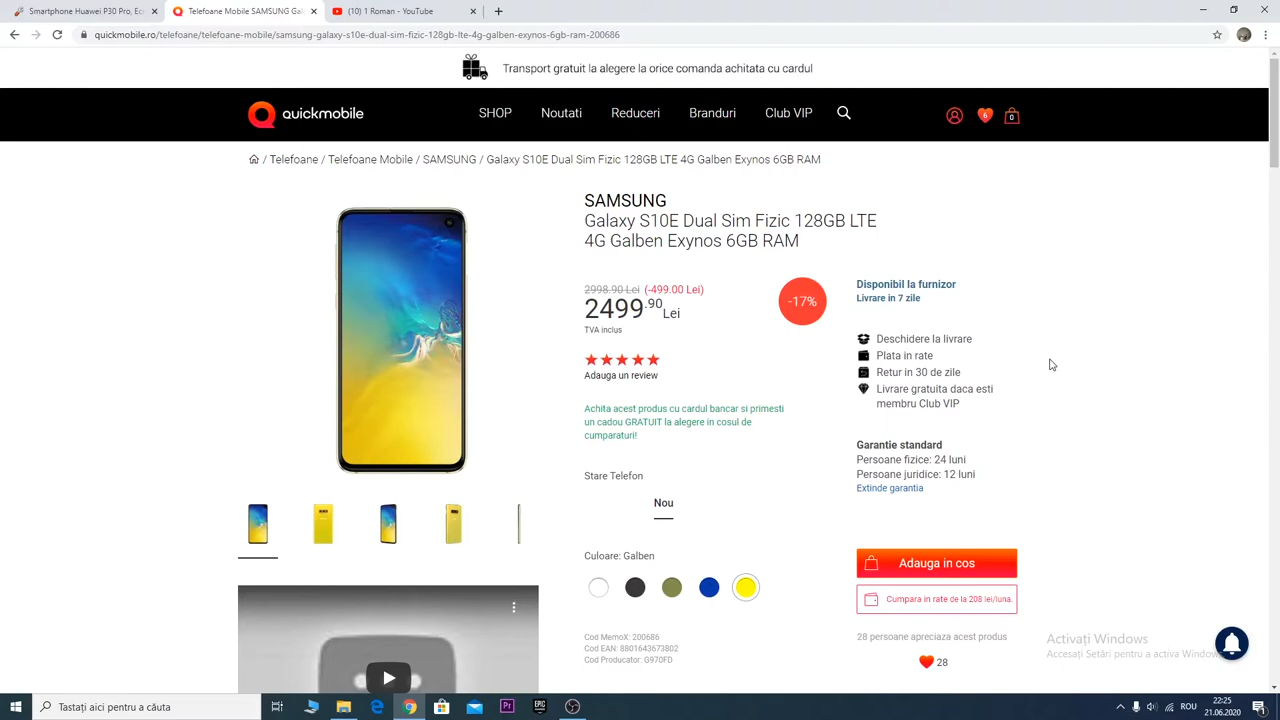 Smartphone Huawei P30 Pro, Ecr
Telefoane Mobile SAMSUNG Gala
(10) 1 Roman - YouTube
quickmobile.ro/telefoane/telefoane-mobile/samsung-galaxy-s10e-dual-sim-fizic-128gb-lte-4g-galben-exynos-6gb-ram-200686
Transport gratuit la alegere la orice comanda achitata cu cardul
quickmobile
SHOP
Noutati
Reduceri
Branduri
Club VIP
6
0
/ Telefoane / Telefoane Mobile / SAMSUNG / Galaxy S10E Dual Sim Fizic 128GB LTE 4G Galben Exynos 6GB RAM
SAMSUNG
Galaxy S10E Dual Sim Fizic 128GB LTE
4G Galben Exynos 6GB RAM
2998.90 Lei (-499.00 Lei)
2499.90 Lei
TVA inclus
-17%
Adauga un review
Achita acest produs cu cardul bancar si primesti
un cadou GRATUIT la alegere in cosul de
cumparaturi!
Stare Telefon
Nou
Culoare: Galben
Cod MemoX: 200686
Cod EAN: 8801643673802
Cod Producator: G970FD
Disponibil la furnizor
Livrare in 7 zile
Deschidere la livrare
Plata in rate
Retur in 30 de zile
Livrare gratuita daca esti
membru Club VIP
Garantie standard
Persoane fizice: 24 luni
Persoane juridice: 12 luni
Extinde garantia
Adauga in cos
Cumpara in rate de la 208 lei/luna.
28 persoane apreciaza acest produs
28
Activați Windows
Accesați Setări pentru a activa Windows
Tastați aici pentru a căuta
Pr
EPIC
ROU
22:25
21.06.2020